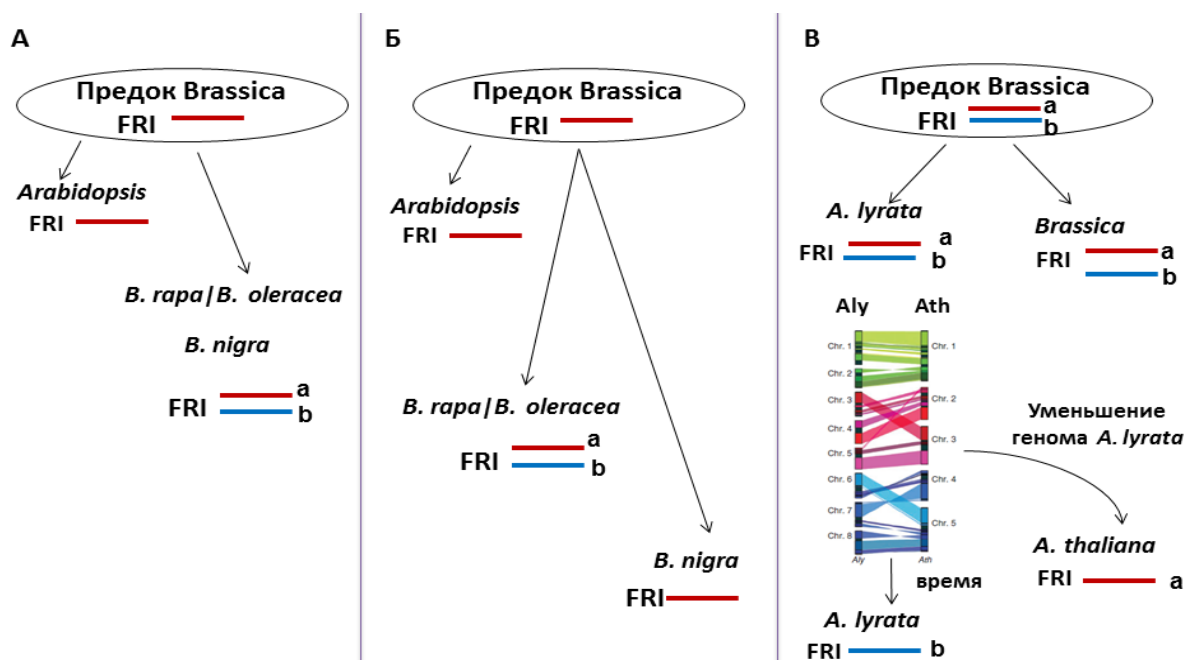 А
Предок Brassica
FRI
Arabidopsis
FRI
B. rapa/B. oleracea
B. nigra
FRI
a
b
Б
Предок Brassica
FRI
Arabidopsis
FRI
B. rapa/B. oleracea
FRI
a
b
B. nigra
FRI
В
Предок Brassica
FRI
a
b
A. lyrata
FRI
a
b
Brassica
FRI
a
b
Aly
Ath
Chr. 1
Chr. 2
Chr. 3
Chr. 4
Chr. 5
Chr. 6
Chr. 7
Chr. 8
Aly
Chr. 1
Chr. 2
Chr. 3
Chr. 4
Chr. 5
Ath
Уменьшение
генома A. lyrata
A. thaliana
FRI
a
время
A. lyrata
FRI
b